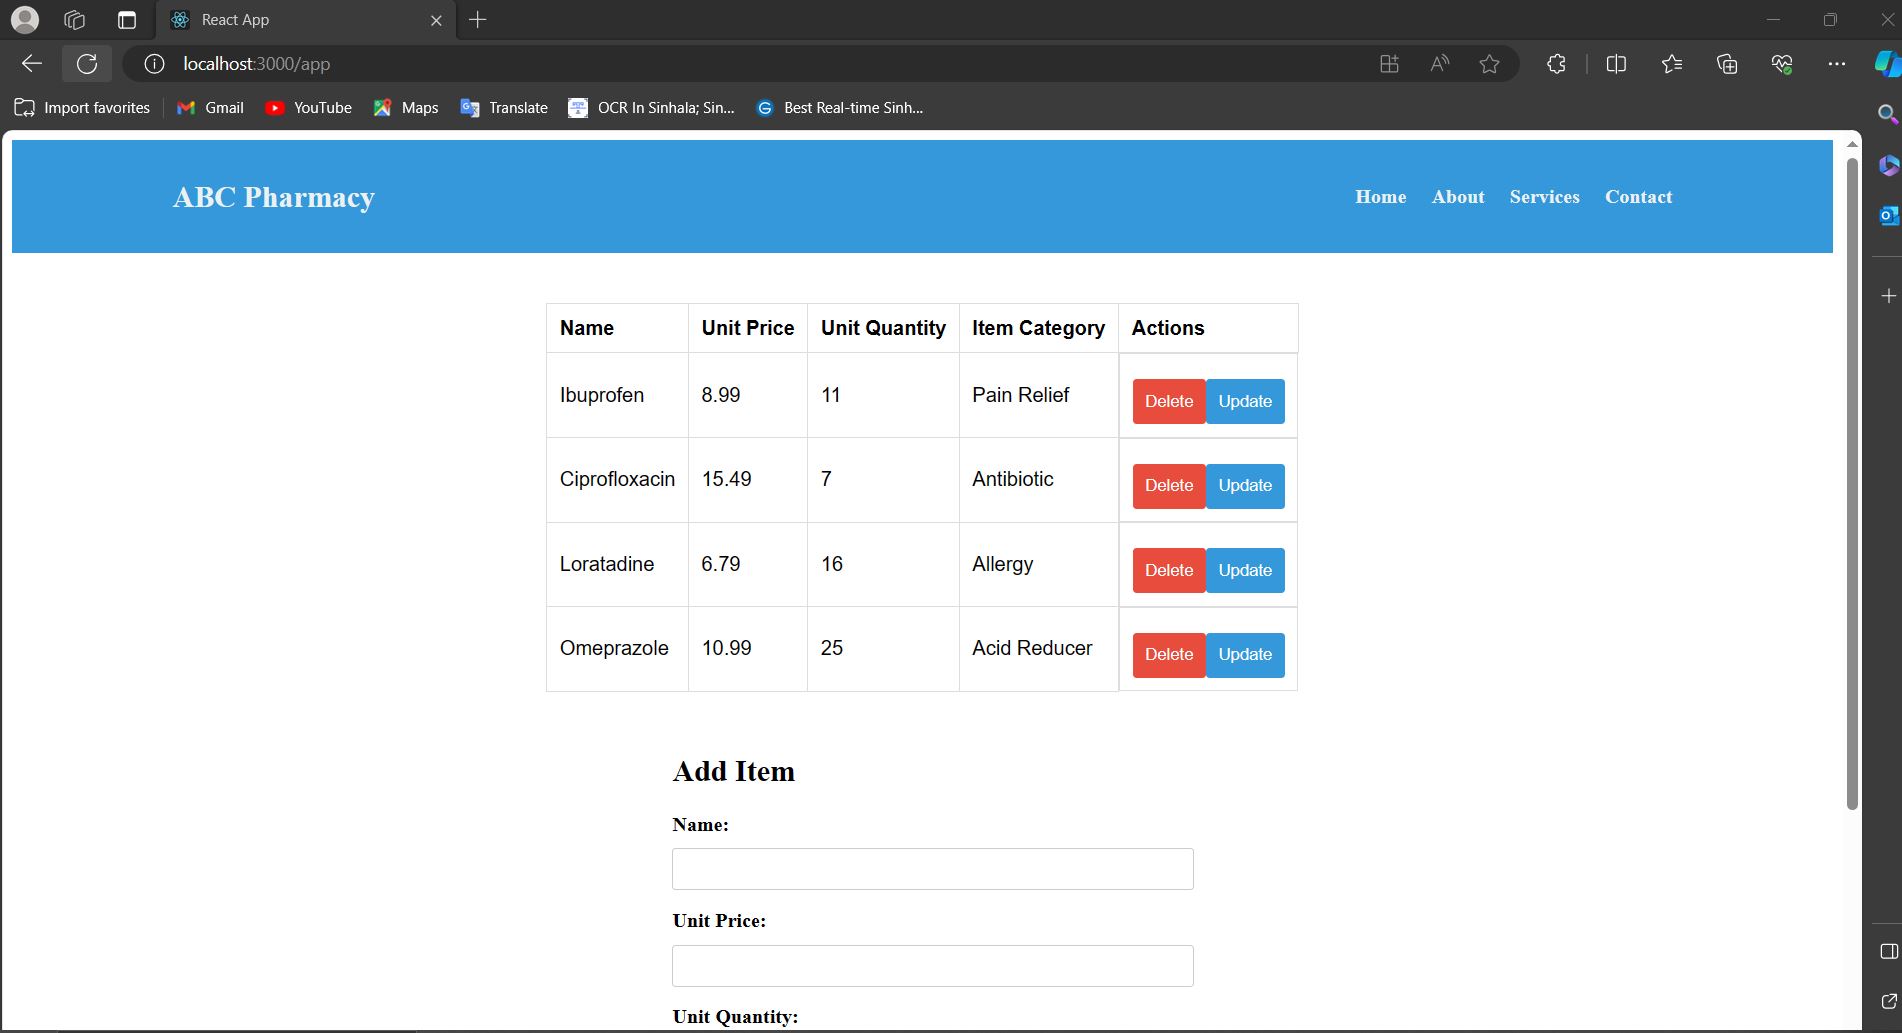 React App
localhost:3000/app
Import favorites Gmail YouTube Maps Translate OCR In Sinhala; Sin... Best Real-time Sinh...
ABC Pharmacy Home About Services Contact
Name Unit Price Unit Quantity Item Category Actions
Ibuprofen 8.99 11 Pain Relief Delete Update
Ciprofloxacin 15.49 7 Antibiotic Delete Update
Loratadine 6.79 16 Allergy Delete Update
Omeprazole 10.99 25 Acid Reducer Delete Update
Add Item
Name:
Unit Price:
Unit Quantity: